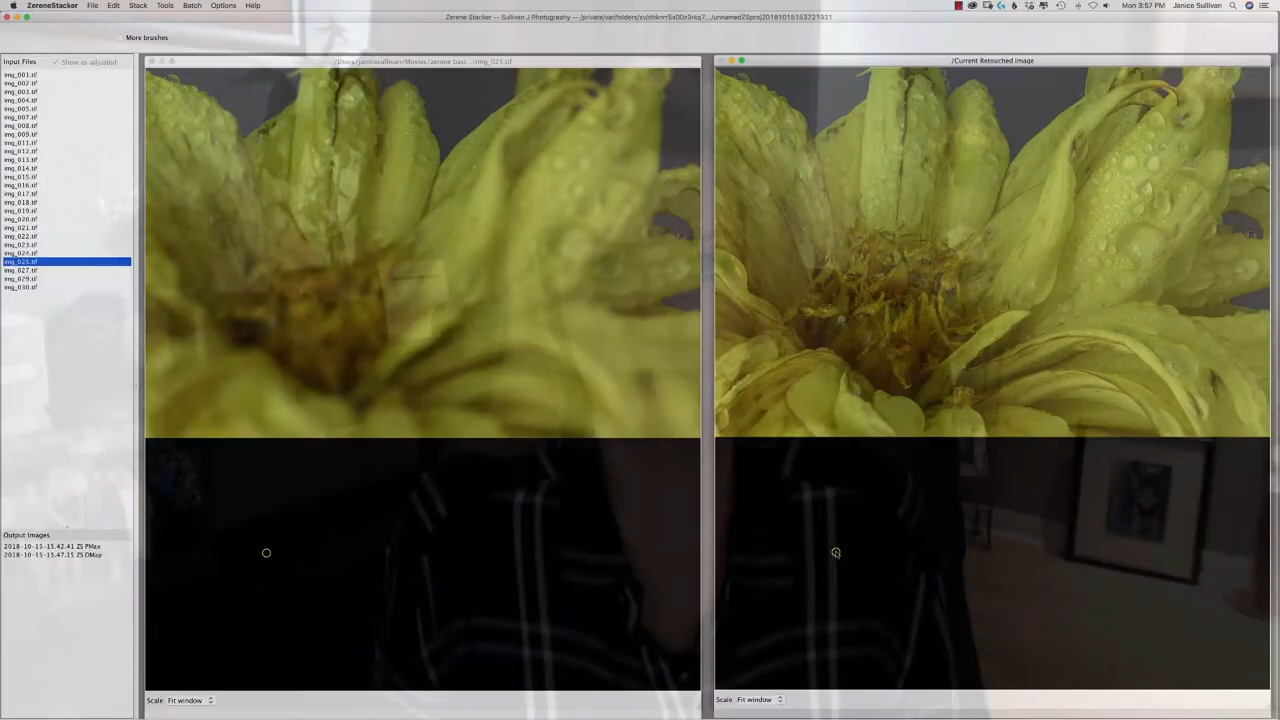 ZereneStacker File Edit Stack Tools Batch Options Help Mon 3:57 PM Janice Sullivan
More brushes
Input Files Show as adjusted
img_001.tif
img_002.tif
img_003.tif
img_004.tif
img_005.tif
img_007.tif
img_008.tif
img_009.tif
img_011.tif
img_012.tif
img_013.tif
img_014.tif
img_015.tif
img_016.tif
img_017.tif
img_018.tif
img_019.tif
img_020.tif
img_021.tif
img_022.tif
img_023.tif
img_024.tif
img_025.tif
img_027.tif
img_029.tif
img_030.tif
/Current Retouched Image
Output Images
2018-10-15-15.42.41 ZS PMax
2018-10-15-15.47.15 ZS DMap
Scale Fit window
Scale Fit window